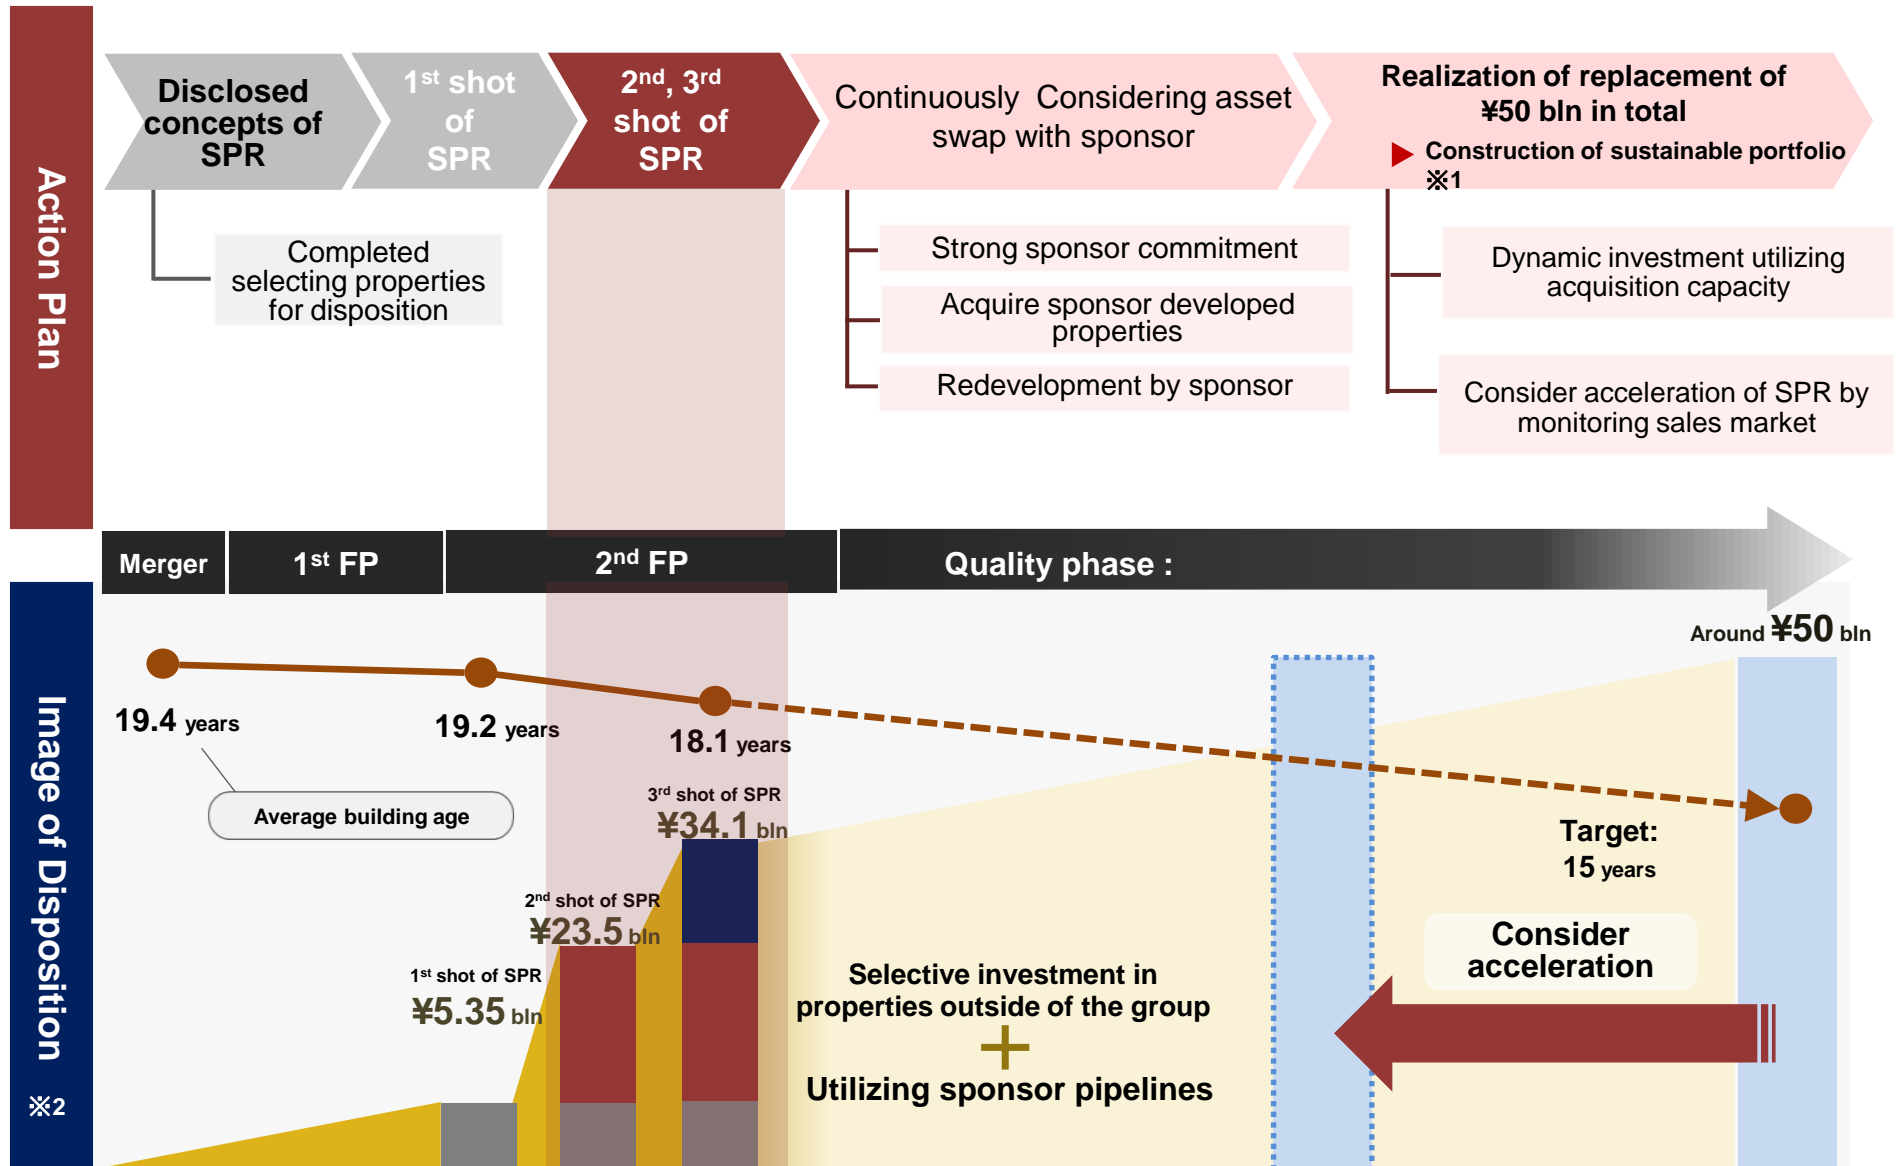 Action Plan
Disclosed
concepts of
SPR
1st shot
of
SPR
2nd, 3rd
shot of
SPR
Continuously Considering asset
swap with sponsor
Realization of replacement of
¥50 bln in total
Construction of sustainable portfolio
※1
Completed
selecting properties
for disposition
Strong sponsor commitment
Acquire sponsor developed
properties
Redevelopment by sponsor
Dynamic investment utilizing
acquisition capacity
Consider acceleration of SPR by
monitoring sales market
Merger
1st FP
2nd FP
Quality phase :
Image of Disposition
※2
Around ¥50 bln
19.4 years
19.2 years
18.1 years
Average building age
3rd shot of SPR
¥34.1 bln
2nd shot of SPR
¥23.5 bln
1st shot of SPR
¥5.35 bln
Target:
15 years
Consider
acceleration
Selective investment in
properties outside of the group
+
Utilizing sponsor pipelines